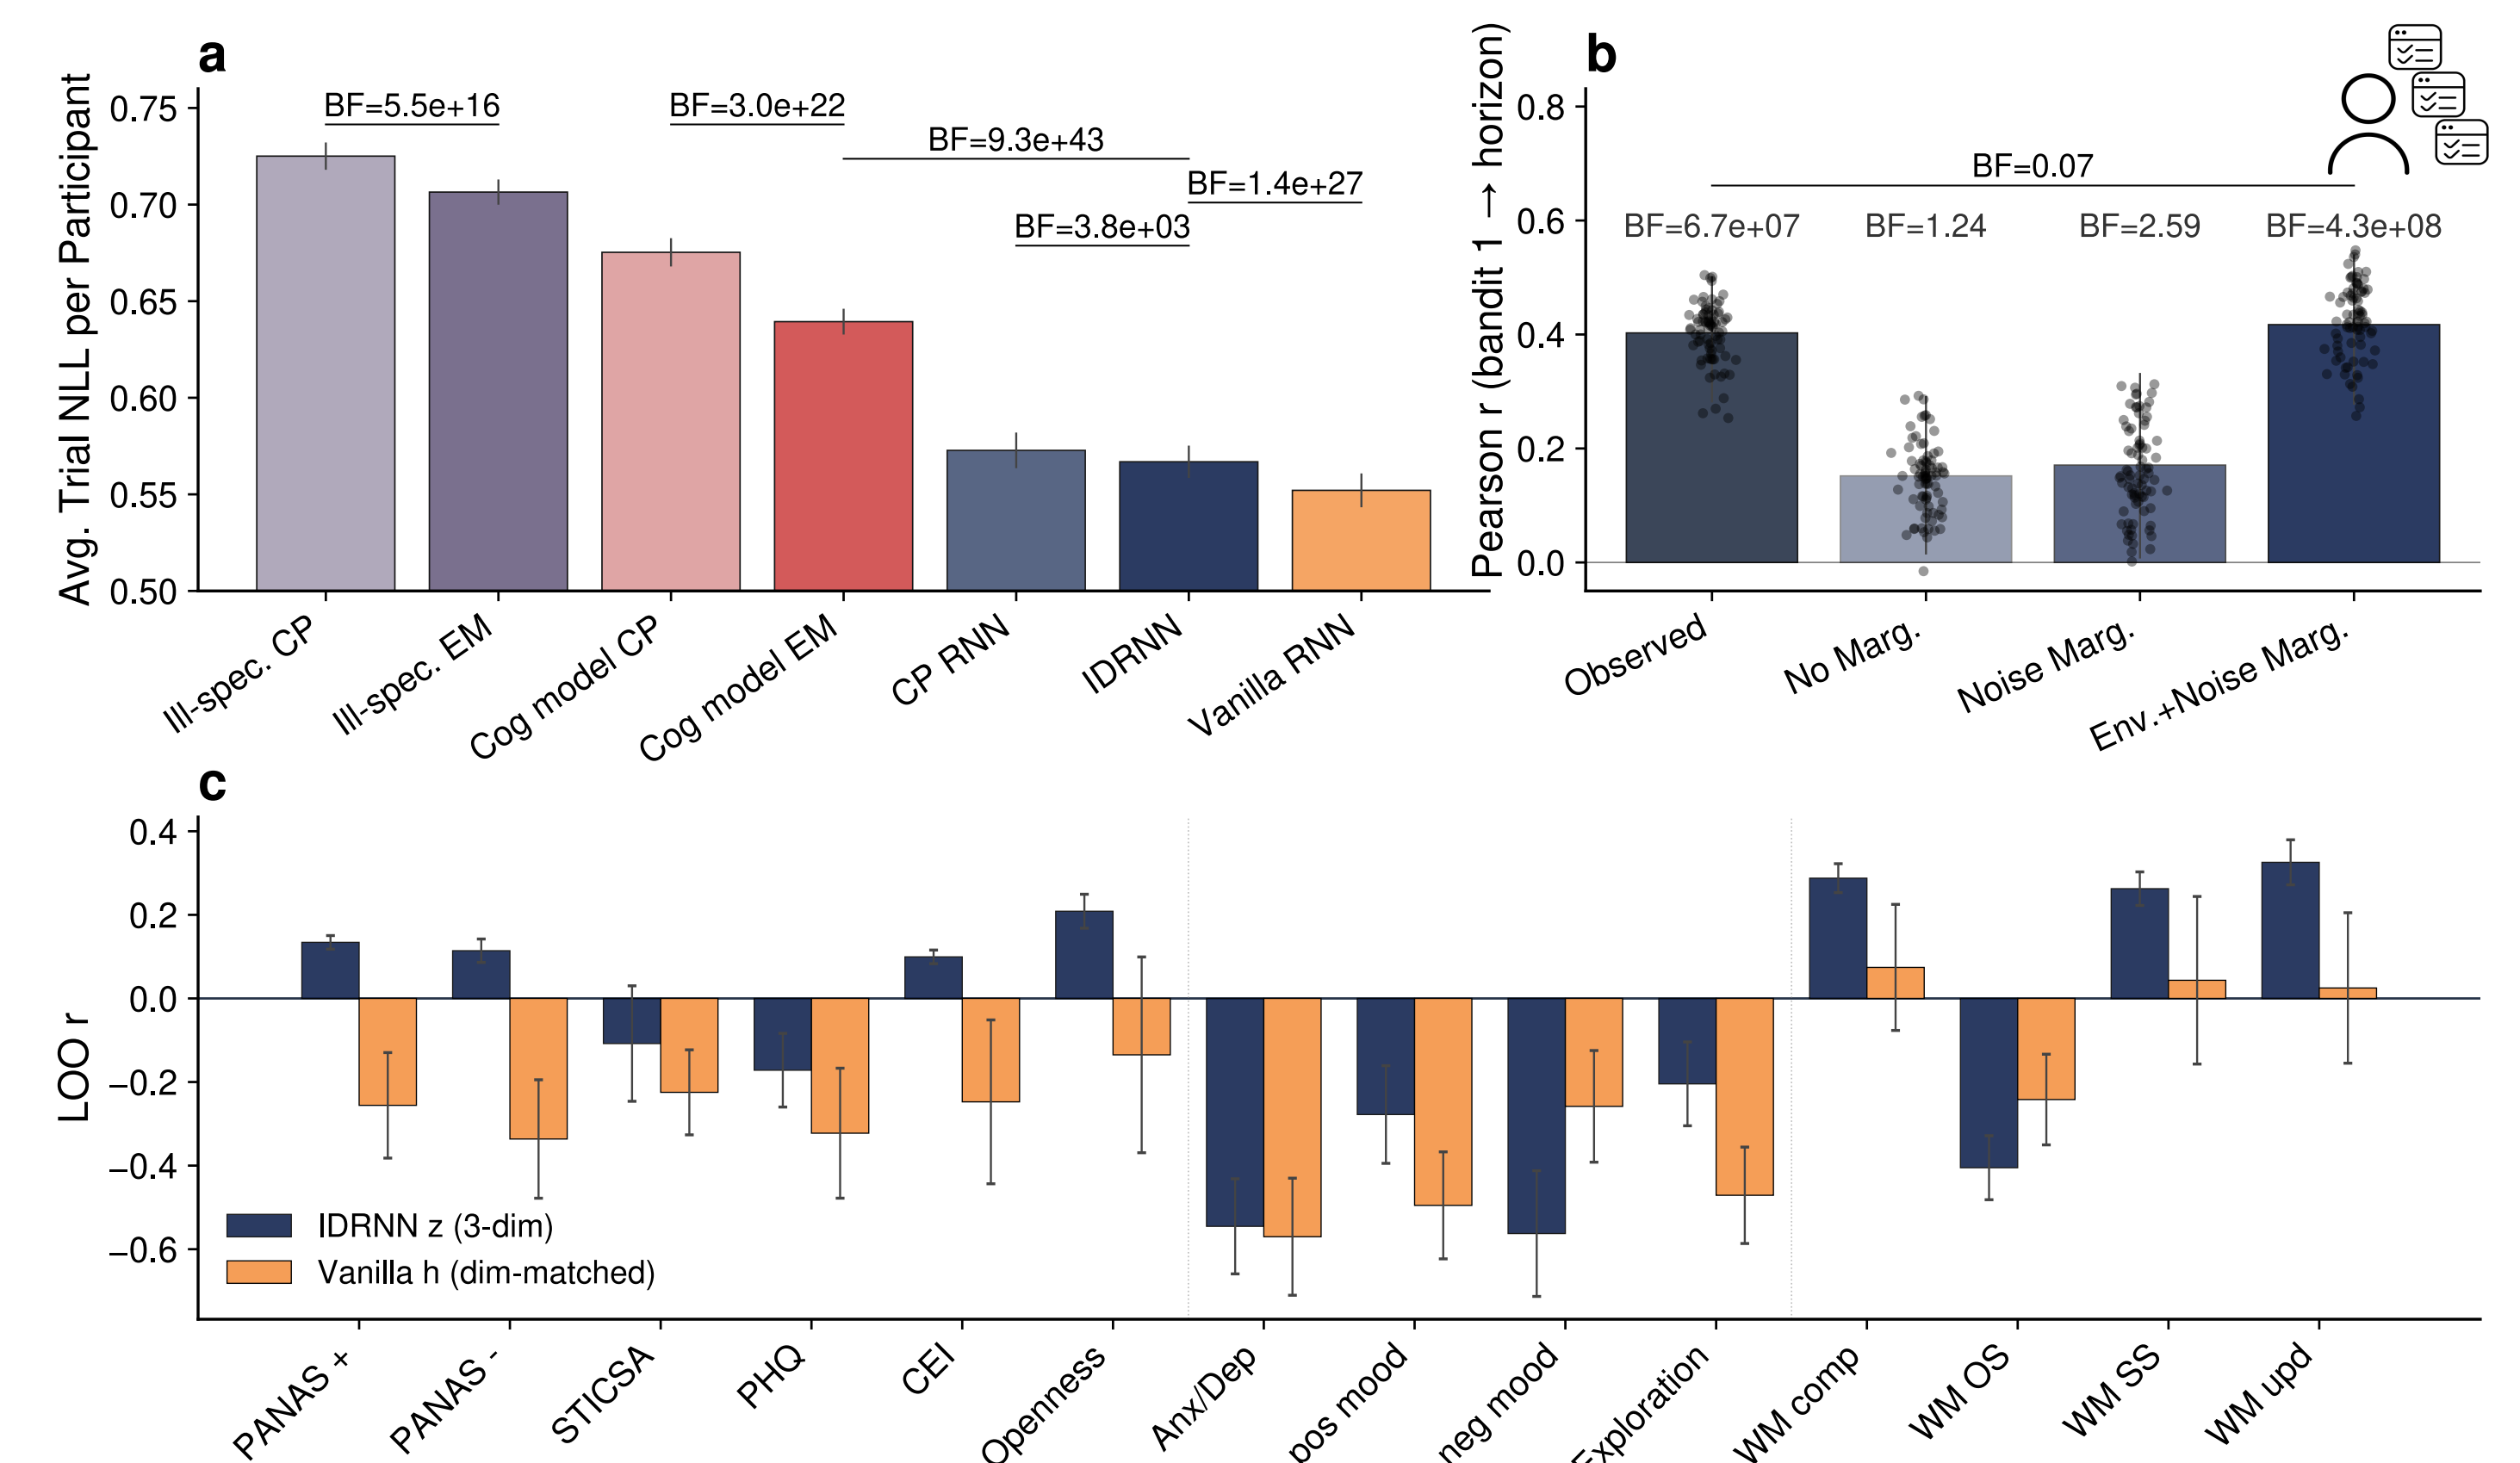 a
Avg. Trial NLL per Participant
0.75
0.70
0.65
0.60
0.55
0.50
BF=5.5e+16
BF=3.0e+22
BF=9.3e+43
BF=1.4e+27
BF=3.8e+03
Ill-spec. CP
Ill-spec. EM
Cog model CP
Cog model EM
CP RNN
IDRNN
Vanilla RNN
b
Pearson r (bandit 1 → horizon)
0.8
0.6
0.4
0.2
0.0
BF=0.07
BF=6.7e+07
BF=1.24
BF=2.59
BF=4.3e+08
Observed
No Marg.
Noise Marg.
Env.+Noise Marg.
c
LOO r
0.4
0.2
0.0
−0.2
−0.4
−0.6
IDRNN z (3-dim)
Vanilla h (dim-matched)
PANAS +
PANAS -
STICSA
PHQ
CEI
Openness
Anx/Dep
pos mood
neg mood
Exploration
WM comp
WM OS
WM SS
WM upd